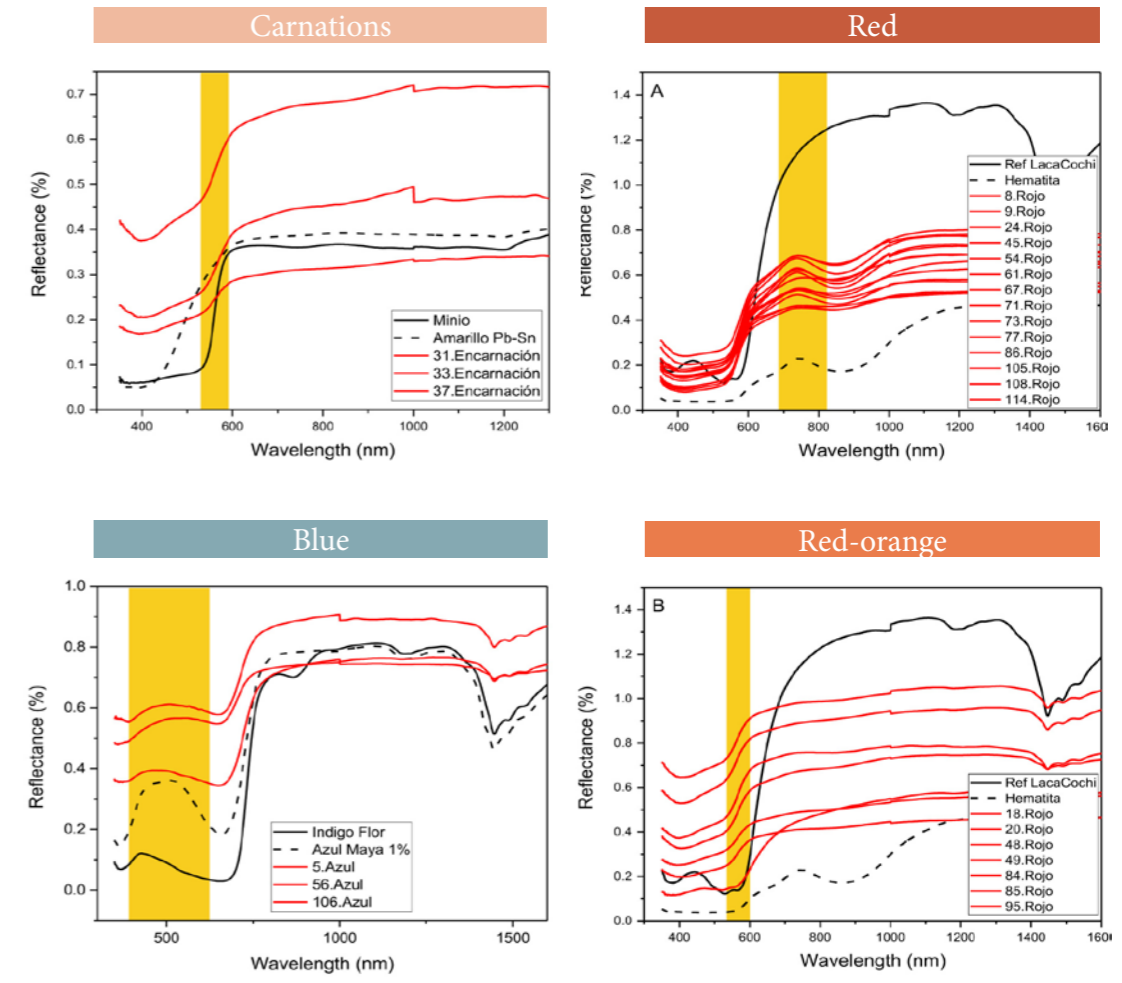 Carnations
Reflectance (%)
0.7
0.6
0.5
0.4
0.3
0.2
0.1
0.0
Minio
Amarillo Pb-Sn
31.Encarnación
33.Encarnación
37.Encarnación
400
600
800
1000
1200
Wavelength (nm)
Red
A
Reflectance (%)
1.4
1.2
1.0
0.8
0.6
0.4
0.2
0.0
Ref LacaCochi
Hematita
8.Rojo
9.Rojo
24.Rojo
45.Rojo
54.Rojo
61.Rojo
67.Rojo
71.Rojo
73.Rojo
77.Rojo
86.Rojo
105.Rojo
108.Rojo
114.Rojo
400
600
800
1000
1200
1400
160
Wavelength (nm)
Blue
Reflectance (%)
1.0
0.8
0.6
0.4
0.2
0.0
Indigo Flor
Azul Maya 1%
5.Azul
56.Azul
106.Azul
500
1000
1500
Wavelength (nm)
Red-orange
B
Reflectance (%)
1.4
1.2
1.0
0.8
0.6
0.4
0.2
0.0
Ref LacaCochi
Hematita
18.Rojo
20.Rojo
48.Rojo
49.Rojo
84.Rojo
85.Rojo
95.Rojo
400
600
800
1000
1200
1400
160
Wavelength (nm)